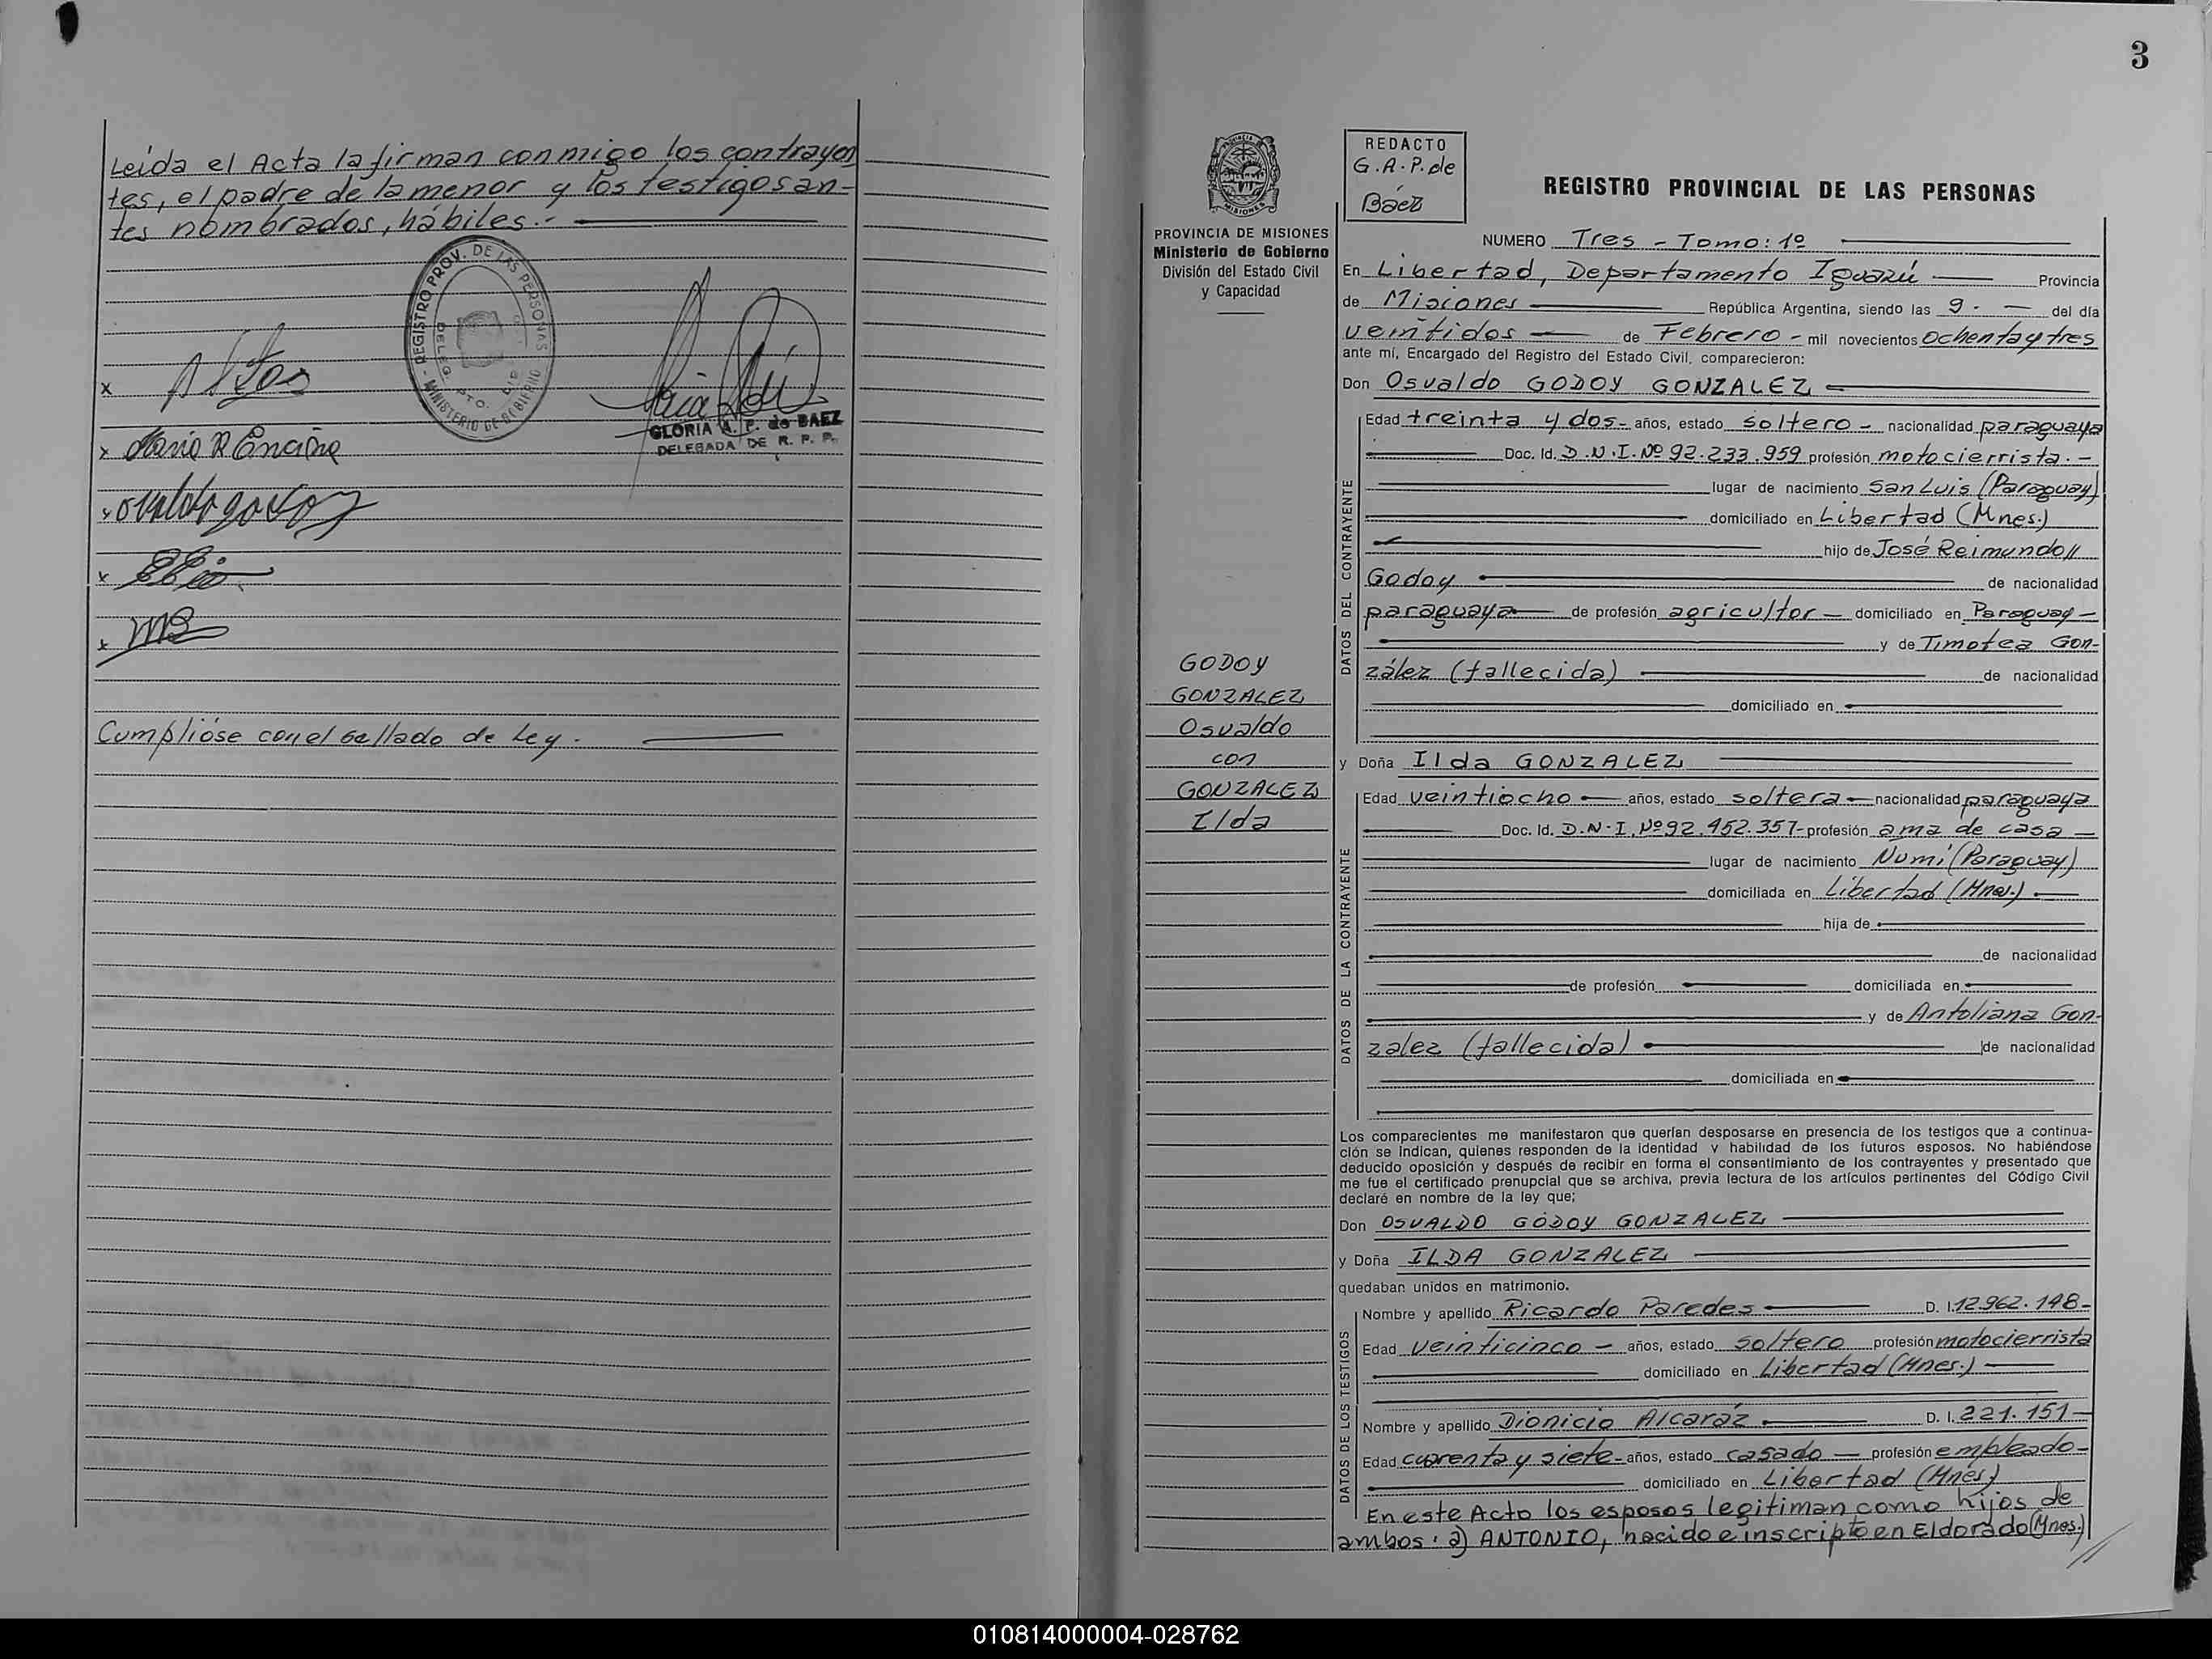 Leída el Acta la firman conmigo los contrayen
tes, el padre de la menor y los testigos an-
tes nombrados, hábiles.-
REGISTRO PROV. DE LAS PERSONAS
MINISTERIO DE GOBIERNO
GLORIA A. P. de BAEZ
DELEGADA DE R. P. P.
Cumplióse con el sellado de Ley.
3
PROVINCIA DE MISIONES
Ministerio de Gobierno
División del Estado Civil
y Capacidad
GODOY
GONZALEZ
Osvaldo
con
GONZALEZ
Ilda
REDACTO
G.A.P. de
Báez
REGISTRO PROVINCIAL DE LAS PERSONAS
NUMERO Tres - Tomo: 1º
En Libertad, Departamento Iguazú Provincia
de Misiones República Argentina, siendo las 9.- del día
veintidos de Febrero - mil novecientos ochenta y tres
ante mí, Encargado del Registro del Estado Civil, comparecieron:
Don Osvaldo GODOY GONZALEZ
DATOS DEL CONTRAYENTE
Edad treinta y dos- años, estado soltero - nacionalidad paraguaya
Doc. Id. D.N.I.Nº 92.233.959 profesión motocierrista.-
lugar de nacimiento San Luis (Paraguay)
domiciliado en Libertad (Mnes.)
hijo de José Reimundo//
Godoy de nacionalidad
paraguaya de profesión agricultor - domiciliado en Paraguay -
y de Timotea Gon-
zález (fallecida) de nacionalidad
domiciliado en
y Doña Ilda GONZALEZ
DATOS DE LA CONTRAYENTE
Edad veintiocho años, estado soltera nacionalidad paraguaya
Doc. Id. D.N.I. Nº 92.452.357- profesión ama de casa
lugar de nacimiento Numí (Paraguay)
domiciliada en Libertad (Mnes.)
hija de
de nacionalidad
de profesión domiciliada en
y de Antoliana Gon-
zalez (fallecida) de nacionalidad
domiciliada en
Los comparecientes me manifestaron que querían desposarse en presencia de los testigos que a continua-
ción se indican, quienes responden de la identidad y habilidad de los futuros esposos. No habiéndose
deducido oposición y después de recibir en forma el consentimiento de los contrayentes y presentado que
me fue el certificado prenupcial que se archiva, previa lectura de los artículos pertinentes del Código Civil
declaré en nombre de la ley que;
Don OSVALDO GODOY GONZALEZ
y Doña ILDA GONZALEZ
quedaban unidos en matrimonio.
DATOS DE LOS TESTIGOS
Nombre y apellido Ricardo Paredes D. I. 12.962.148-
Edad veinticinco - años, estado soltero profesión motocierrista
domiciliado en Libertad (Mnes.)
Nombre y apellido Dionicio Alcaráz D. I. 221.151
Edad cuarenta y siete- años, estado casado profesión empleado-
domiciliado en Libertad (Mnes)
En este Acto los esposos legitiman como hijos de
ambos: a) ANTONIO, nacido e inscripto en Eldorado (Mnes.)
010814000004-028762